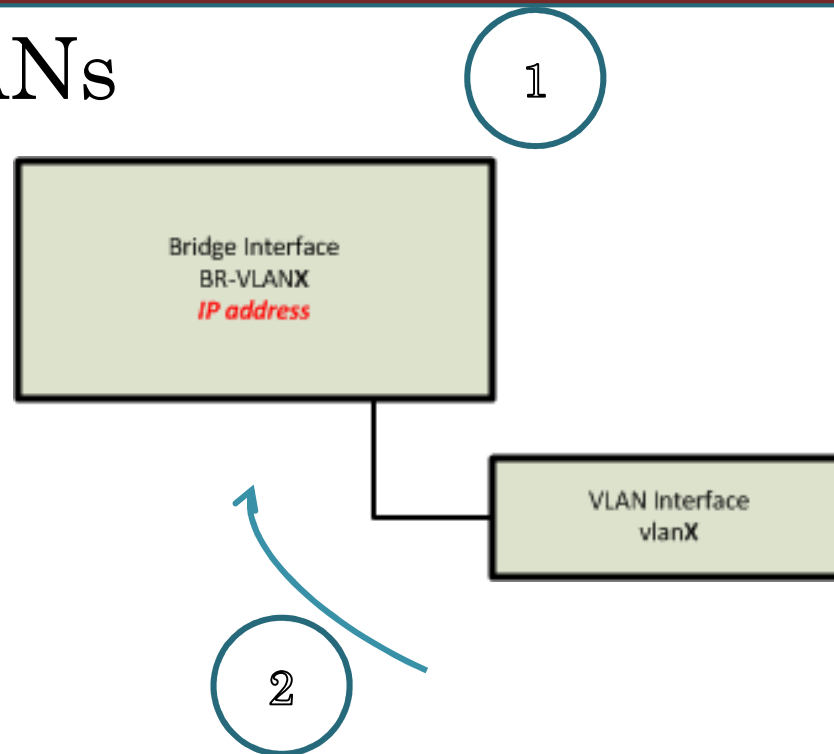 ANs
1
Bridge Interface
BR-VLANX
IP address
VLAN Interface
vlanX
2